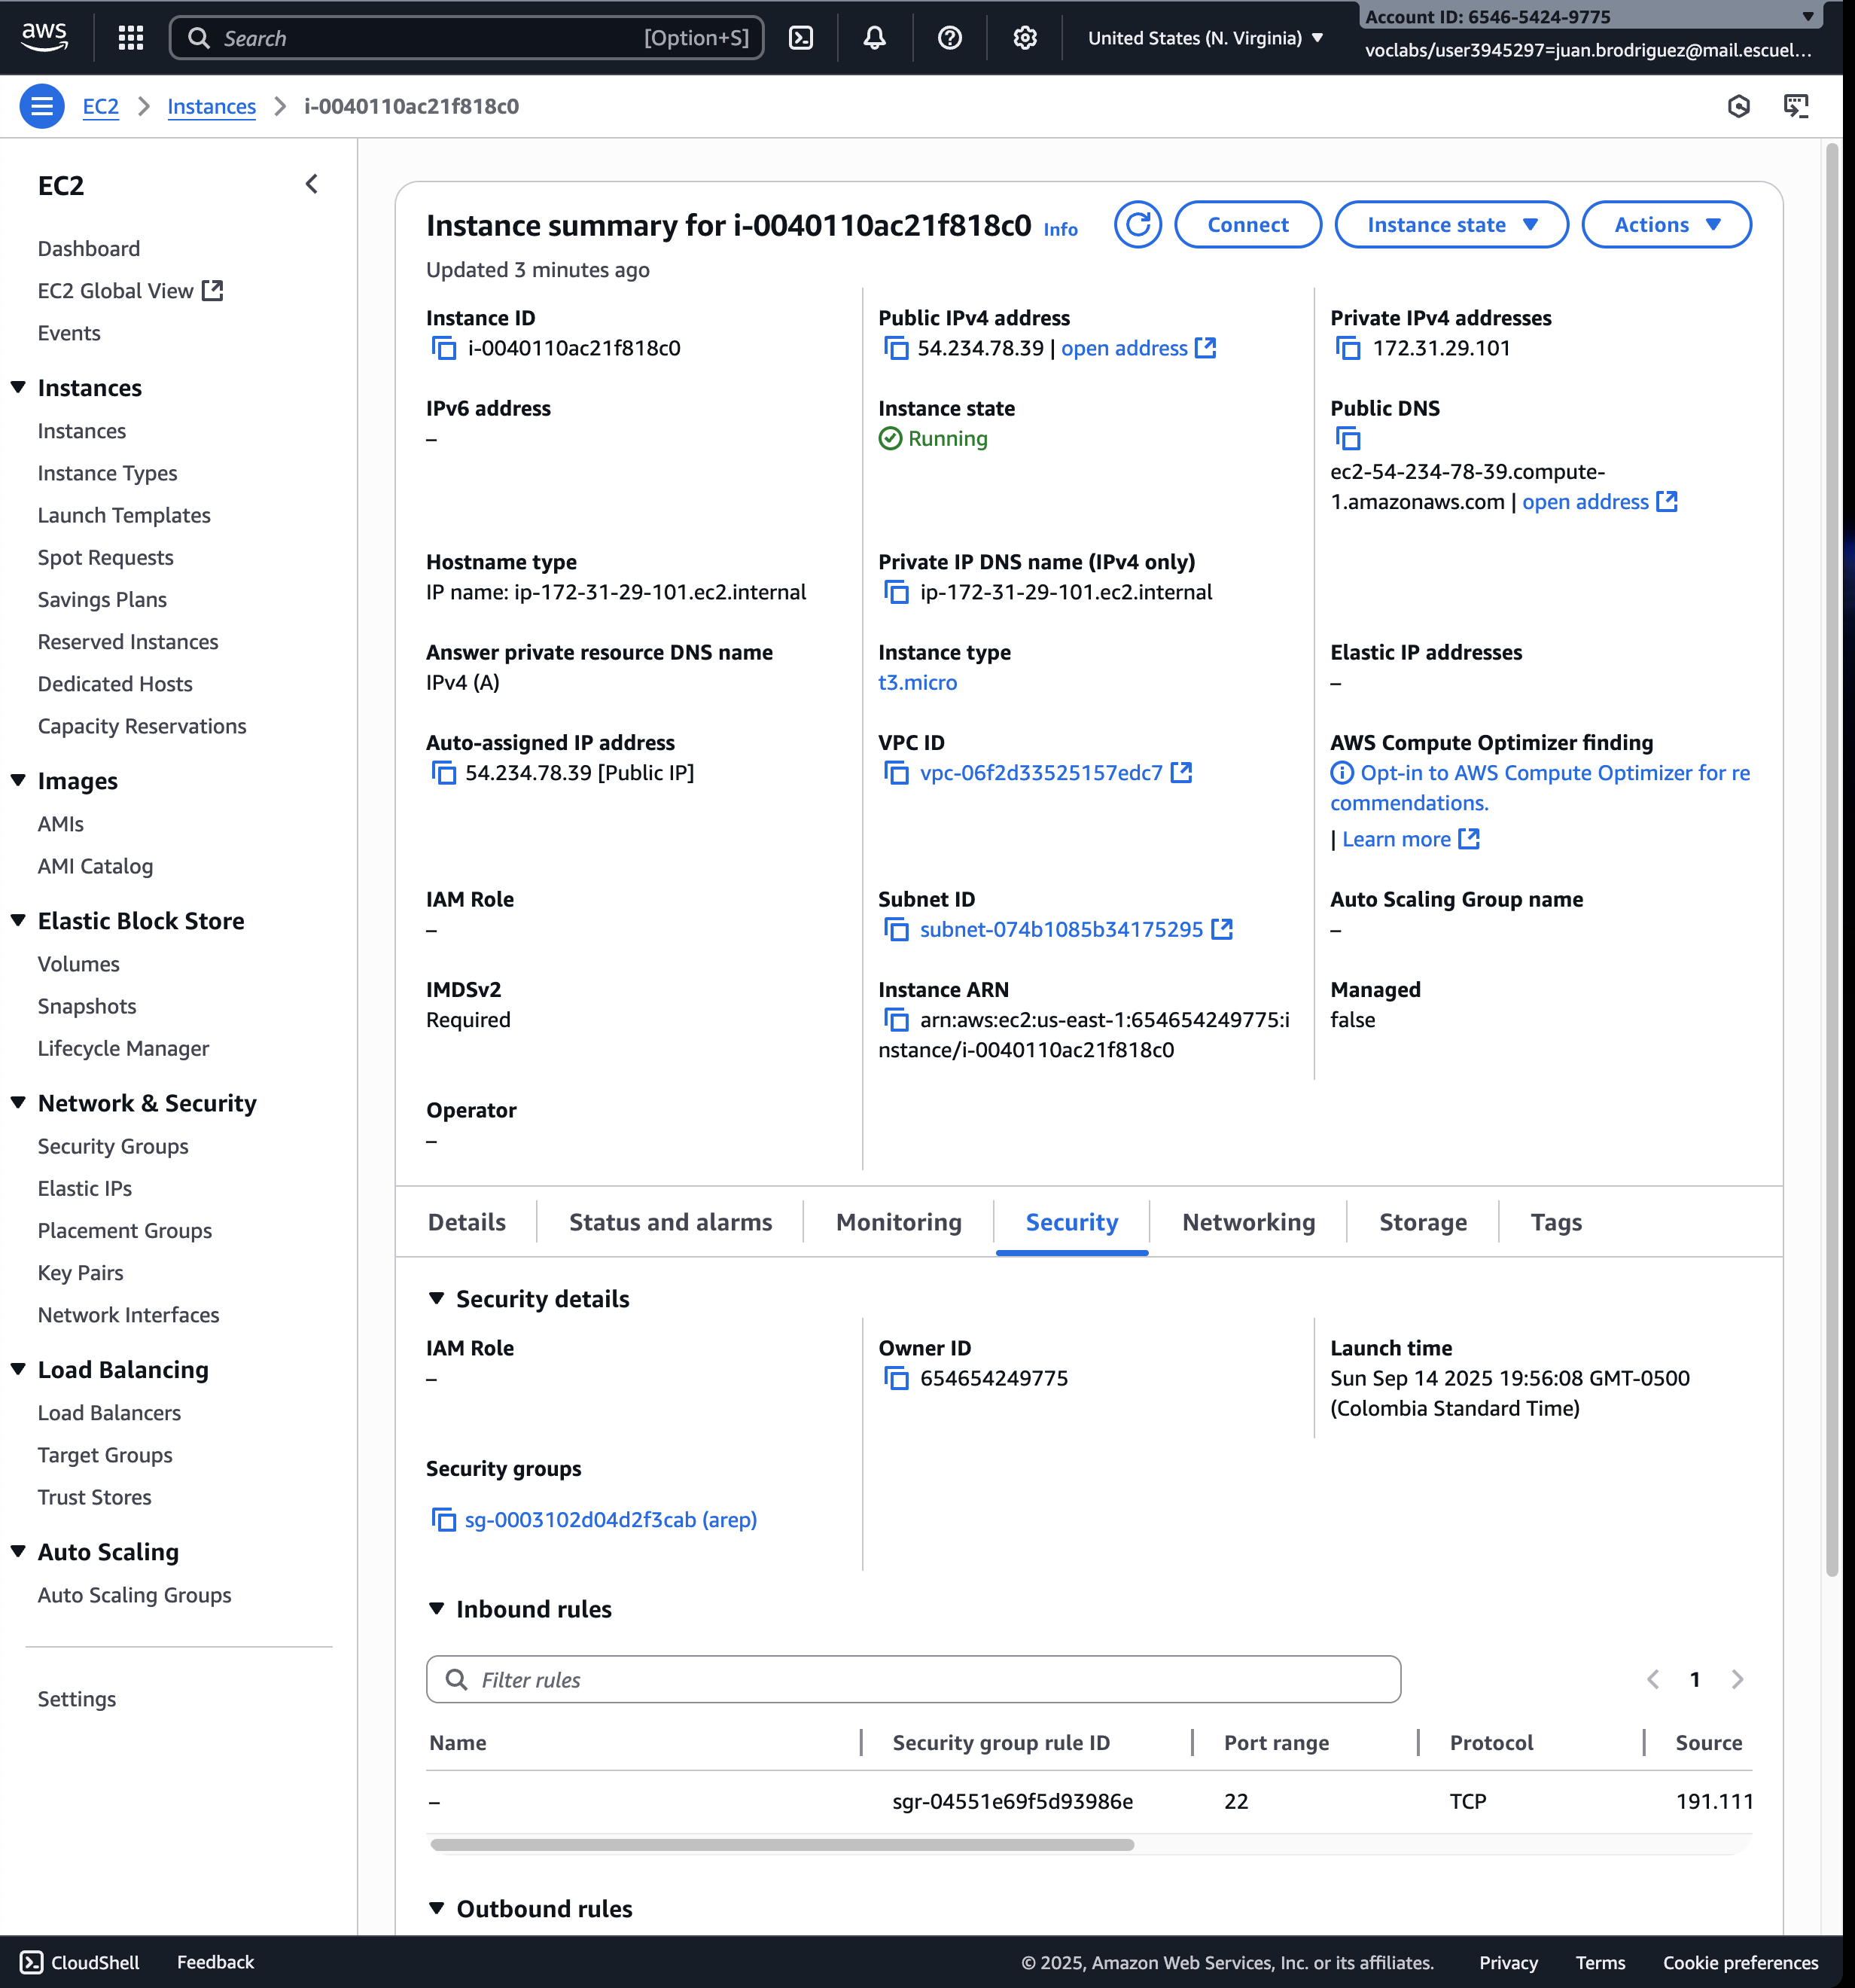 aws
Search
[Option+S]
United States (N. Virginia)
Account ID: 6546-5424-9775
voclabs/user3945297=juan.brodriguez@mail.escuel...
EC2
Instances
i-0040110ac21f818c0
EC2
Dashboard
EC2 Global View
Events
Instances
Instances
Instance Types
Launch Templates
Spot Requests
Savings Plans
Reserved Instances
Dedicated Hosts
Capacity Reservations
Images
AMIs
AMI Catalog
Elastic Block Store
Volumes
Snapshots
Lifecycle Manager
Network & Security
Security Groups
Elastic IPs
Placement Groups
Key Pairs
Network Interfaces
Load Balancing
Load Balancers
Target Groups
Trust Stores
Auto Scaling
Auto Scaling Groups
Settings
Instance summary for i-0040110ac21f818c0 Info
Connect
Instance state
Actions
Updated 3 minutes ago
Instance ID
i-0040110ac21f818c0
Public IPv4 address
54.234.78.39 | open address
Private IPv4 addresses
172.31.29.101
IPv6 address
–
Instance state
Running
Public DNS
ec2-54-234-78-39.compute-
1.amazonaws.com | open address
Hostname type
IP name: ip-172-31-29-101.ec2.internal
Private IP DNS name (IPv4 only)
ip-172-31-29-101.ec2.internal
Answer private resource DNS name
IPv4 (A)
Instance type
t3.micro
Elastic IP addresses
–
Auto-assigned IP address
54.234.78.39 [Public IP]
VPC ID
vpc-06f2d33525157edc7
AWS Compute Optimizer finding
Opt-in to AWS Compute Optimizer for re
commendations.
| Learn more
IAM Role
–
Subnet ID
subnet-074b1085b34175295
Auto Scaling Group name
–
IMDSv2
Required
Instance ARN
arn:aws:ec2:us-east-1:654654249775:i
nstance/i-0040110ac21f818c0
Managed
false
Operator
–
Details
Status and alarms
Monitoring
Security
Networking
Storage
Tags
Security details
IAM Role
–
Owner ID
654654249775
Launch time
Sun Sep 14 2025 19:56:08 GMT-0500
(Colombia Standard Time)
Security groups
sg-0003102d04d2f3cab (arep)
Inbound rules
Filter rules
1
Name
Security group rule ID
Port range
Protocol
Source
–
sgr-04551e69f5d93986e
22
TCP
191.111
Outbound rules
CloudShell
Feedback
© 2025, Amazon Web Services, Inc. or its affiliates.
Privacy
Terms
Cookie preferences